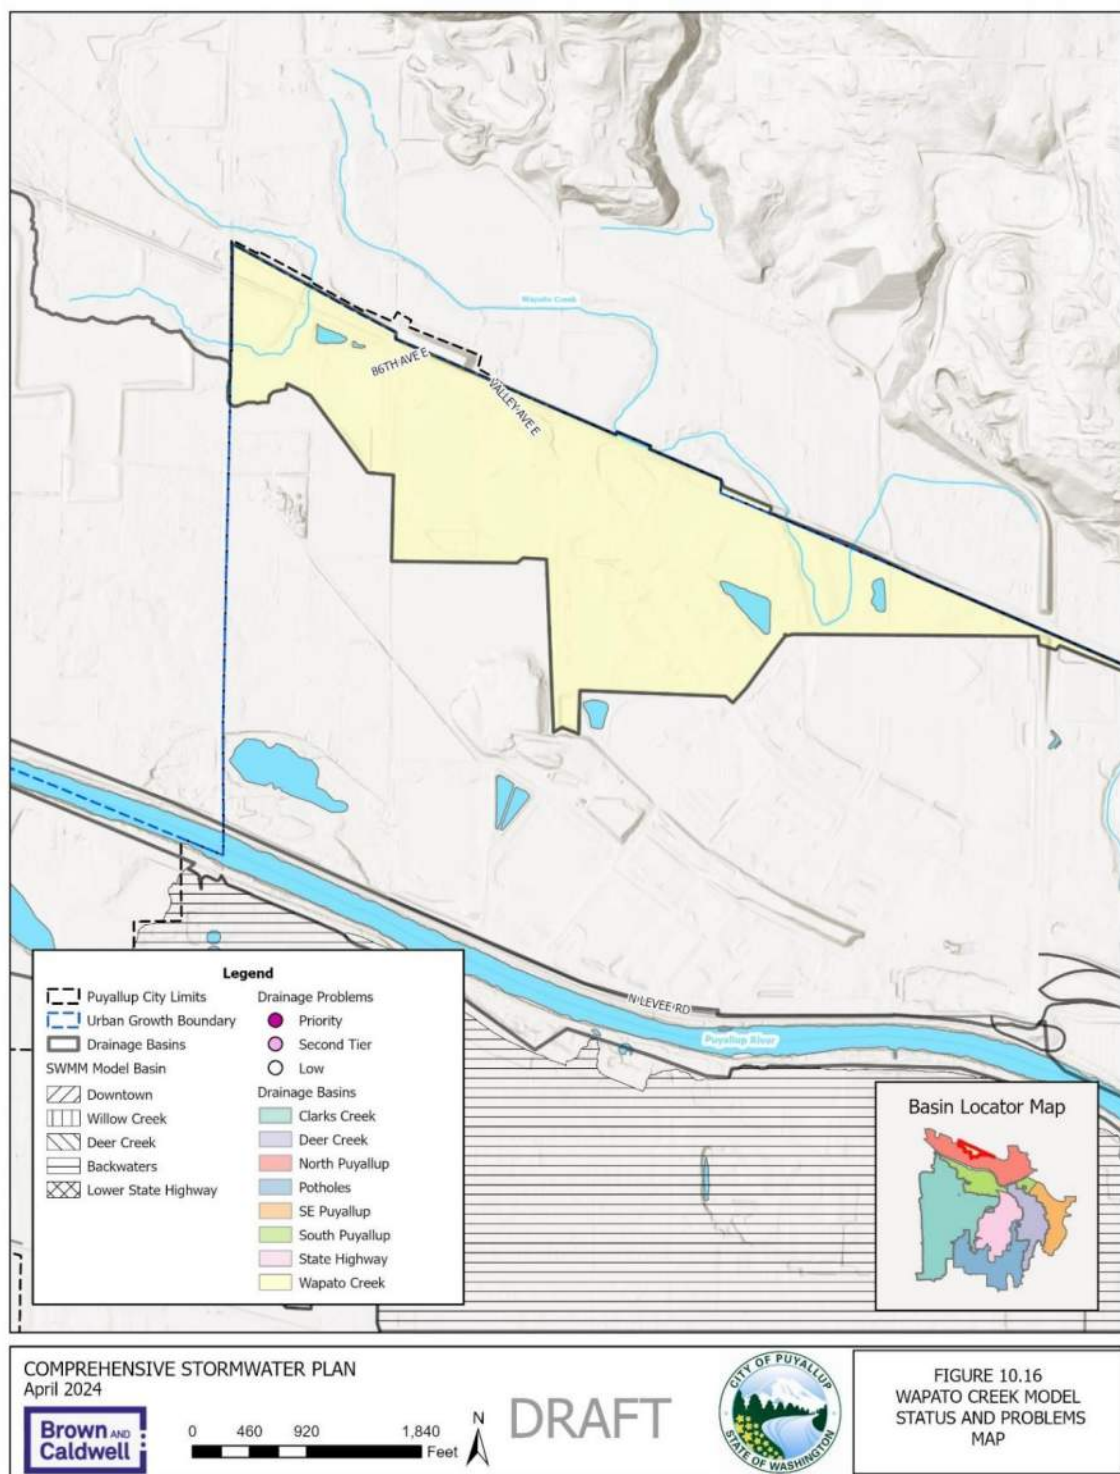 Wapato Creek
86TH AVE E
VALLEY AVE E
N LEVEE RD
Puyallup River
Legend
Puyallup City Limits
Urban Growth Boundary
Drainage Basins
SWMM Model Basin
Downtown
Willow Creek
Deer Creek
Backwaters
Lower State Highway
Drainage Problems
Priority
Second Tier
Low
Drainage Basins
Clarks Creek
Deer Creek
North Puyallup
Potholes
SE Puyallup
South Puyallup
State Highway
Wapato Creek
Basin Locator Map
COMPREHENSIVE STORMWATER PLAN
April 2024
Brown AND
Caldwell
0 460 920 1,840
Feet
N
DRAFT
CITY OF PUYALLUP
STATE OF WASHINGTON
FIGURE 10.16
WAPATO CREEK MODEL
STATUS AND PROBLEMS
MAP